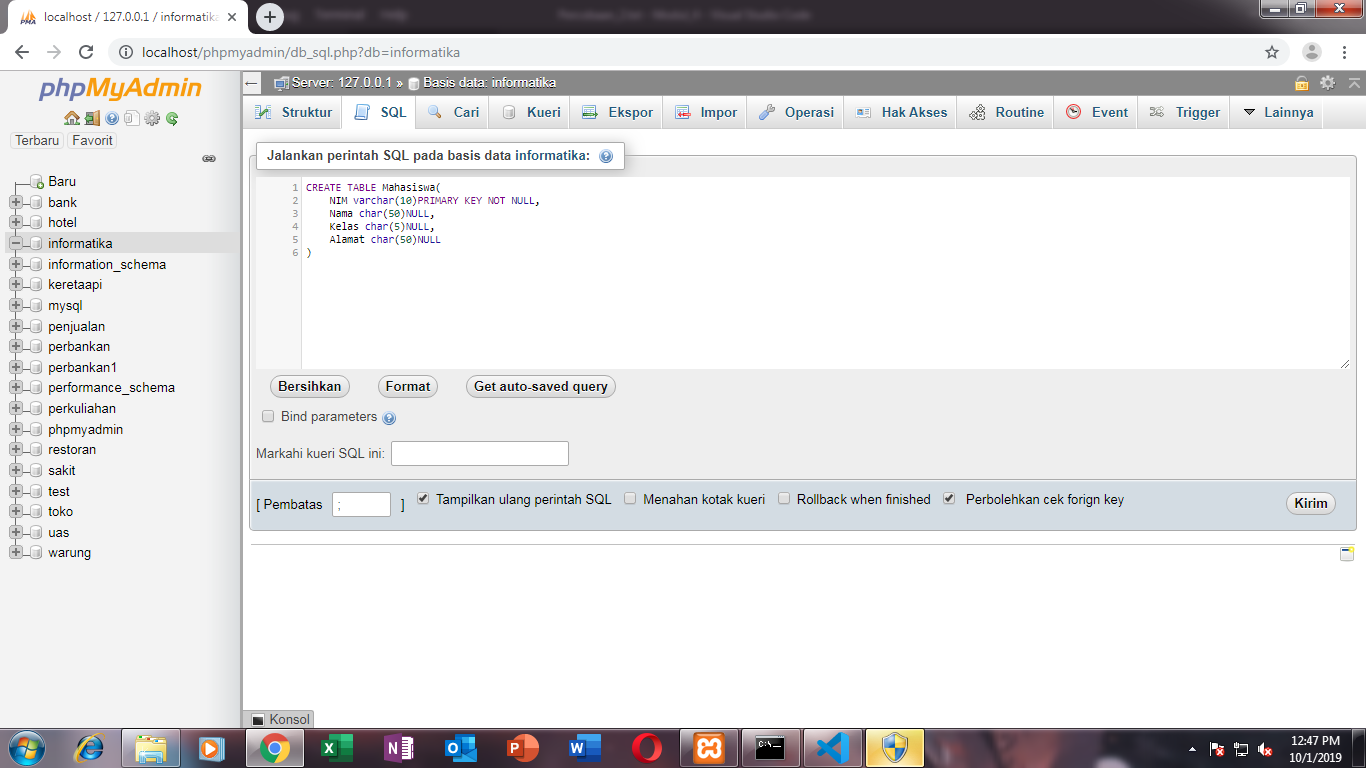 localhost / 127.0.0.1 / informatika
localhost/phpmyadmin/db_sql.php?db=informatika
phpMyAdmin
Terbaru Favorit
Baru
bank
hotel
informatika
information_schema
keretaapi
mysql
penjualan
perbankan
perbankan1
performance_schema
perkuliahan
phpmyadmin
restoran
sakit
test
toko
uas
warung
Server: 127.0.0.1 » Basis data: informatika
Struktur SQL Cari Kueri Ekspor Impor Operasi Hak Akses Routine Event Trigger Lainnya
Jalankan perintah SQL pada basis data informatika:
1 CREATE TABLE Mahasiswa(
2 NIM varchar(10)PRIMARY KEY NOT NULL,
3 Nama char(50)NULL,
4 Kelas char(5)NULL,
5 Alamat char(50)NULL
6 )
Bersihkan Format Get auto-saved query
Bind parameters
Markahi kueri SQL ini:
[ Pembatas ; ] Tampilkan ulang perintah SQL Menahan kotak kueri Rollback when finished Perbolehkan cek forign key Kirim
Konsol
12:47 PM
10/1/2019